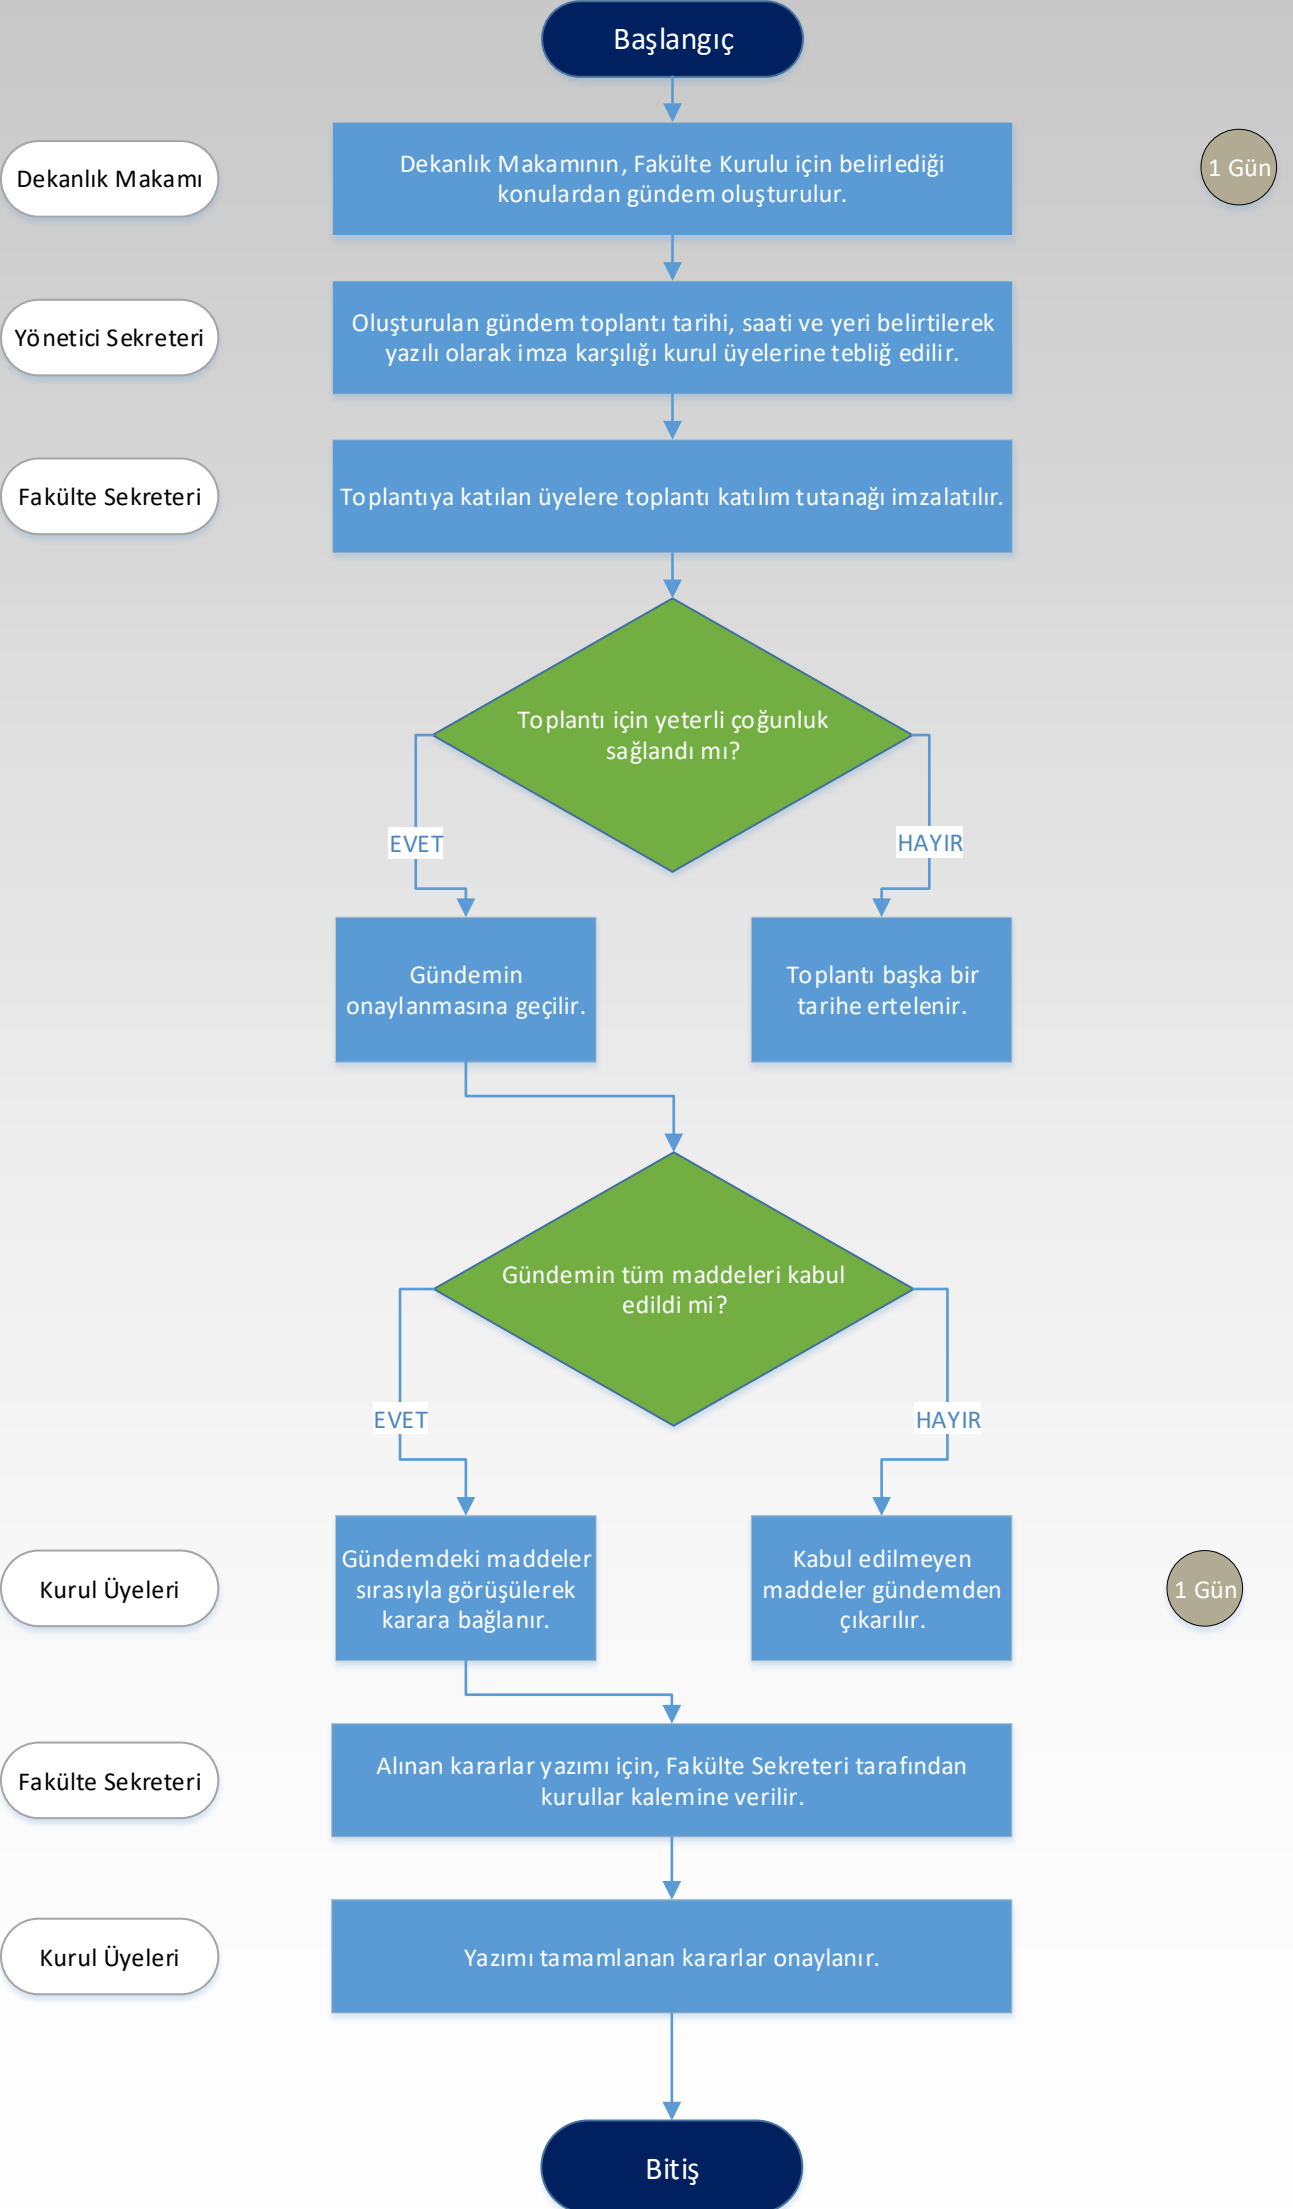 Başlangıç
Dekanlık Makamı
Dekanlık Makamının, Fakülte Kurulu için belirlediği
konulardan gündem oluşturulur.
1 Gün
Yönetici Sekreteri
Oluşturulan gündem toplantı tarihi, saati ve yeri belirtilerek
yazılı olarak imza karşılığı kurul üyelerine tebliğ edilir.
Fakülte Sekreteri
Toplantıya katılan üyelere toplantı katılım tutanağı imzalatılır.
Toplantı için yeterli çoğunluk
sağlandı mı?
EVET
HAYIR
Gündemin
onaylanmasına geçilir.
Toplantı başka bir
tarihe ertelenir.
Gündemin tüm maddeleri kabul
edildi mi?
EVET
HAYIR
Kurul Üyeleri
Gündemdeki maddeler
sırasıyla görüşülerek
karara bağlanır.
Kabul edilmeyen
maddeler gündemden
çıkarılır.
1 Gün
Fakülte Sekreteri
Alınan kararlar yazımı için, Fakülte Sekreteri tarafından
kurullar kalemine verilir.
Kurul Üyeleri
Yazımı tamamlanan kararlar onaylanır.
Bitiş